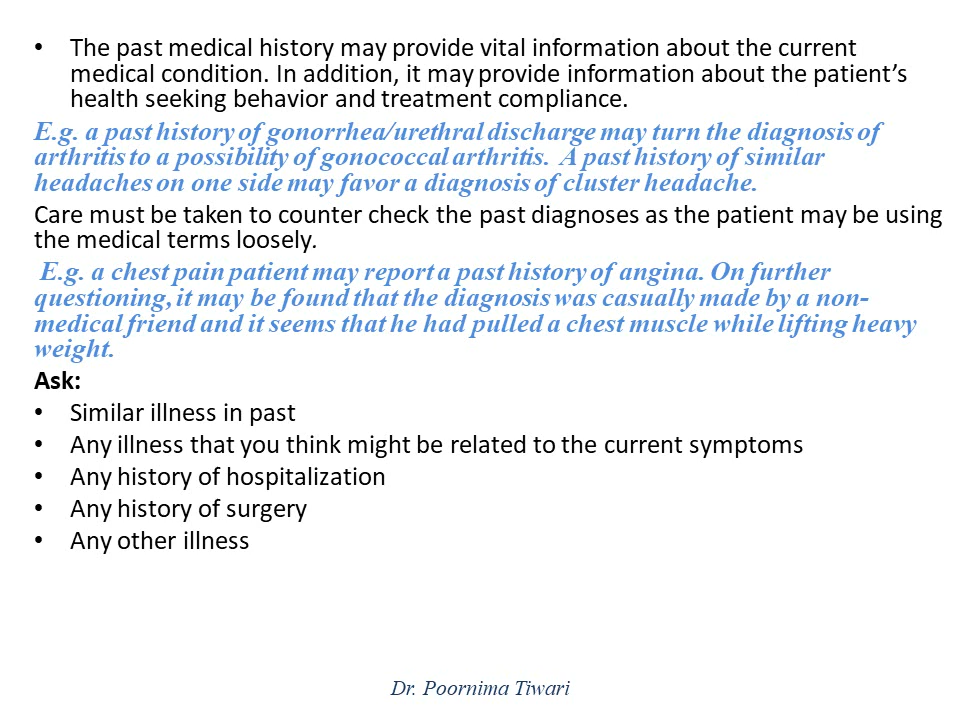 • The past medical history may provide vital information about the current
medical condition. In addition, it may provide information about the patient's
health seeking behavior and treatment compliance.
E.g. a past history of gonorrhea/urethral discharge may turn the diagnosis of
arthritis to a possibility of gonococcal arthritis. A past history of similar
headaches on one side may favor a diagnosis of cluster headache.
Care must be taken to counter check the past diagnoses as the patient may be using
the medical terms loosely.
E.g. a chest pain patient may report a past history of angina. On further
questioning, it may be found that the diagnosis was casually made by a non-
medical friend and it seems that he had pulled a chest muscle while lifting heavy
weight.
Ask:
• Similar illness in past
• Any illness that you think might be related to the current symptoms
• Any history of hospitalization
• Any history of surgery
• Any other illness
Dr. Poornima Tiwari